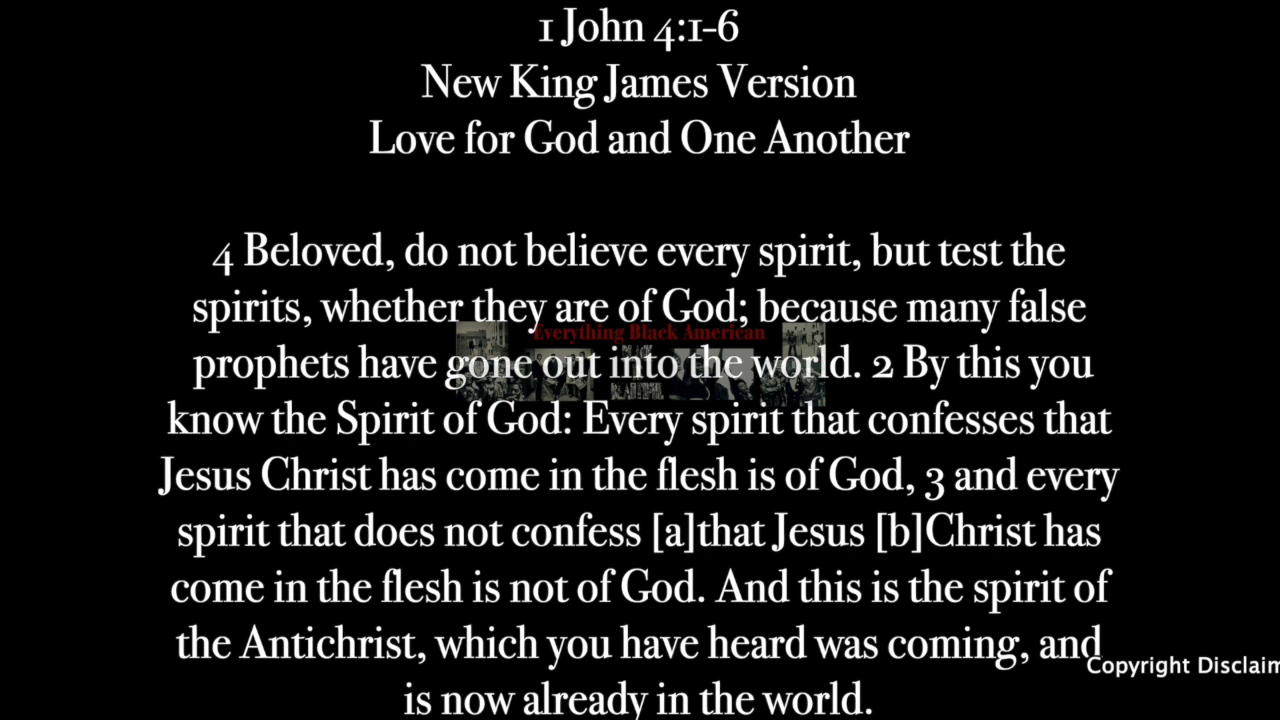 1 John 4:1-6
New King James Version
Love for God and One Another
4 Beloved, do not believe every spirit, but test the
spirits, whether they are of God; because many false
Everything Black American
prophets have gone out into the world. 2 By this you
know the Spirit of God: Every spirit that confesses that
Jesus Christ has come in the flesh is of God, 3 and every
spirit that does not confess [a]that Jesus [b]Christ has
come in the flesh is not of God. And this is the spirit of
the Antichrist, which you have heard was coming, and
Copyright Disclaim
is now already in the world.